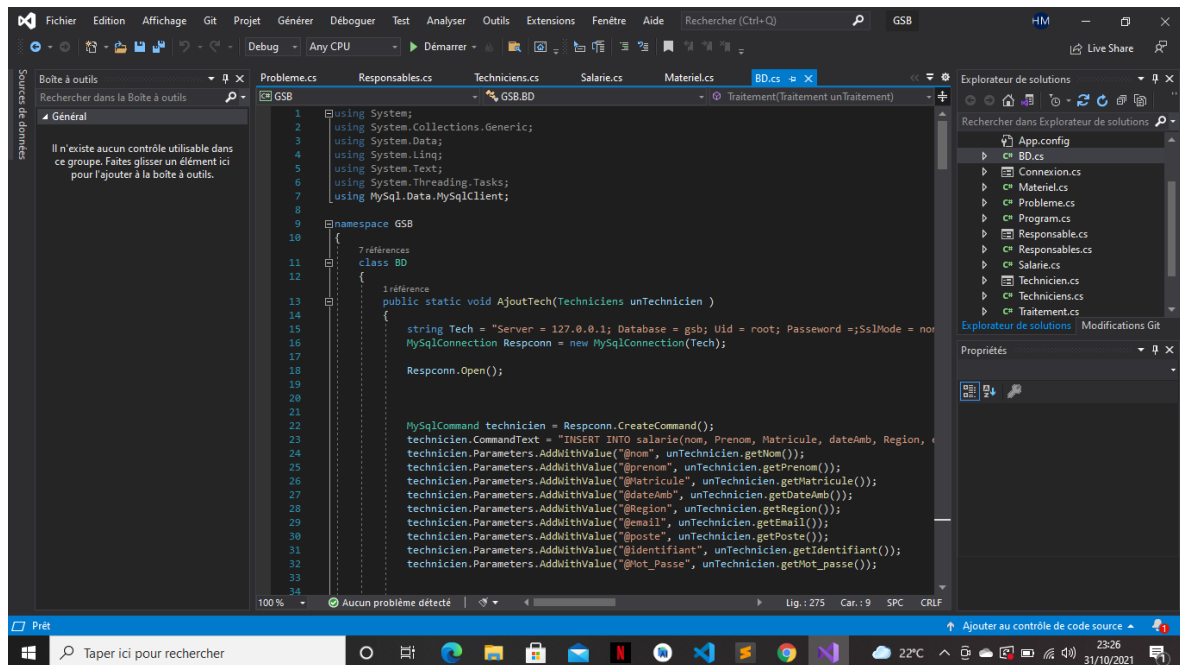 Fichier Edition Affichage Git Projet Générer Déboguer Test Analyser Outils Extensions Fenêtre Aide Rechercher (Ctrl+Q) GSB HM
Debug Any CPU Démarrer Live Share
Sources de données
Boîte à outils
Rechercher dans la Boîte à outils
Général
Il n'existe aucun contrôle utilisable dans
ce groupe. Faites glisser un élément ici
pour l'ajouter à la boîte à outils.
Probleme.cs Responsables.cs Techniciens.cs Salarie.cs Materiel.cs BD.cs
GSB GSB.BD Traitement(Traitement unTraitement)
1 using System;
2 using System.Collections.Generic;
3 using System.Data;
4 using System.Linq;
5 using System.Text;
6 using System.Threading.Tasks;
7 using MySql.Data.MySqlClient;
8
9 namespace GSB
10 {
7 références
11 class BD
12 {
1 référence
13 public static void AjoutTech(Techniciens unTechnicien )
14 {
15 string Tech = "Server = 127.0.0.1; Database = gsb; Uid = root; Passeword =;SslMode = non
16 MySqlConnection Respconn = new MySqlConnection(Tech);
17
18 Respconn.Open();
19
20
21
22 MySqlCommand technicien = Respconn.CreateCommand();
23 technicien.CommandText = "INSERT INTO salarie(nom, Prenom, Matricule, dateAmb, Region, e
24 technicien.Parameters.AddWithValue("@nom", unTechnicien.getNom());
25 technicien.Parameters.AddWithValue("@prenom", unTechnicien.getPrenom());
26 technicien.Parameters.AddWithValue("@Matricule", unTechnicien.getMatricule());
27 technicien.Parameters.AddWithValue("@dateAmb", unTechnicien.getDateAmb());
28 technicien.Parameters.AddWithValue("@Region", unTechnicien.getRegion());
29 technicien.Parameters.AddWithValue("@email", unTechnicien.getEmail());
30 technicien.Parameters.AddWithValue("@poste", unTechnicien.getPoste());
31 technicien.Parameters.AddWithValue("@identifiant", unTechnicien.getIdentifiant());
32 technicien.Parameters.AddWithValue("@Mot_Passe", unTechnicien.getMot_passe());
33
34
100 % Aucun problème détecté Lig. : 275 Car. : 9 SPC CRLF
Explorateur de solutions
Rechercher dans Explorateur de solutions
App.config
C# BD.cs
Connexion.cs
C# Materiel.cs
C# Probleme.cs
C# Program.cs
Responsable.cs
C# Responsables.cs
C# Salarie.cs
Technicien.cs
C# Techniciens.cs
C# Traitement.cs
Explorateur de solutions Modifications Git
Propriétés
Prêt Ajouter au contrôle de code source 1
Taper ici pour rechercher 22°C 23:26
31/10/2021